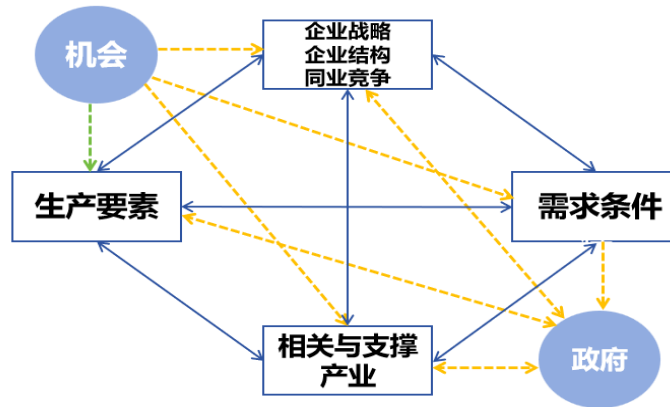 机会
企业战略
企业结构
同业竞争
生产要素
需求条件
相关与支撑
产业
政府